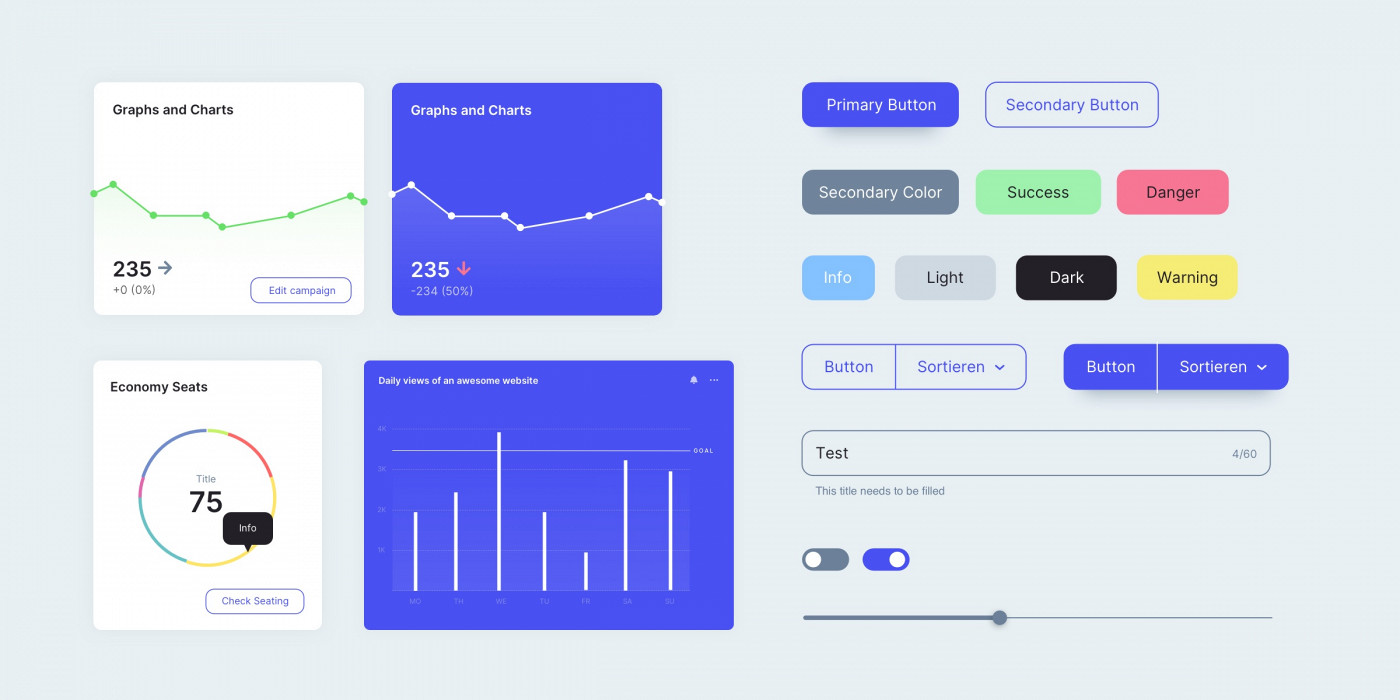 Graphs and Charts
235
+0 (0%)
Edit campaign
Graphs and Charts
235
-234 (50%)
Economy Seats
Title
75
Info
Check Seating
Daily views of an awesome website
4K
GOAL
3K
2K
1K
MO
TH
WE
TU
FR
SA
SU
Primary Button
Secondary Button
Secondary Color
Success
Danger
Info
Light
Dark
Warning
Button
Sortieren
Button
Sortieren
Test
4/60
This title needs to be filled